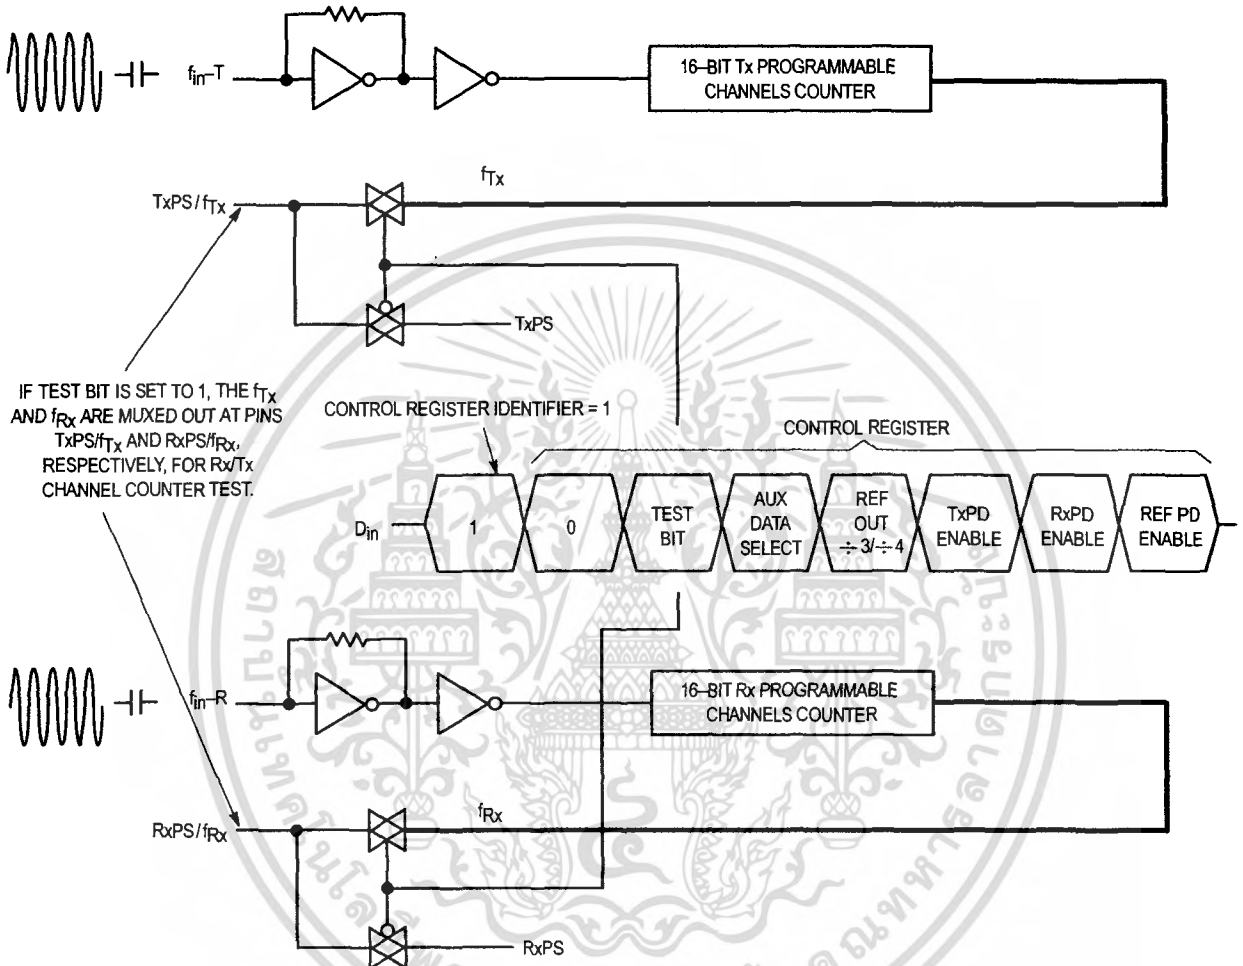 fin–T
16–BIT Tx PROGRAMMABLE
CHANNELS COUNTER
TxPS/fTx
fTx
TxPS
IF TEST BIT IS SET TO 1, THE fTx
AND fRx ARE MUXED OUT AT PINS
TxPS/fTx AND RxPS/fRx,
RESPECTIVELY, FOR Rx/Tx
CHANNEL COUNTER TEST.
CONTROL REGISTER IDENTIFIER = 1
CONTROL REGISTER
Din
1
0
TEST
BIT
AUX
DATA
SELECT
REF
OUT
÷3/÷4
TxPD
ENABLE
RxPD
ENABLE
REF PD
ENABLE
fin–R
16–BIT Rx PROGRAMMABLE
CHANNELS COUNTER
RxPS/fRx
fRx
RxPS